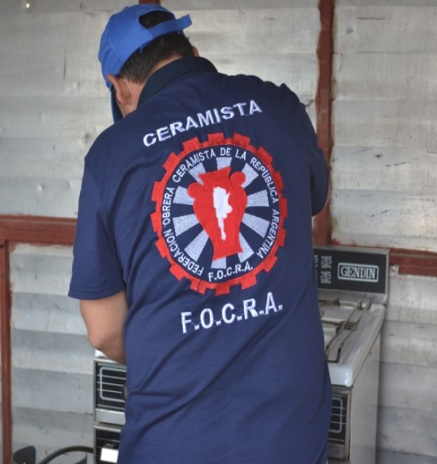 CERAMISTA
FEDERACION OBRERA CERAMISTA DE LA REPUBLICA ARGENTINA
F.O.C.R.A.
F.O.C.R.A.
GENDIN